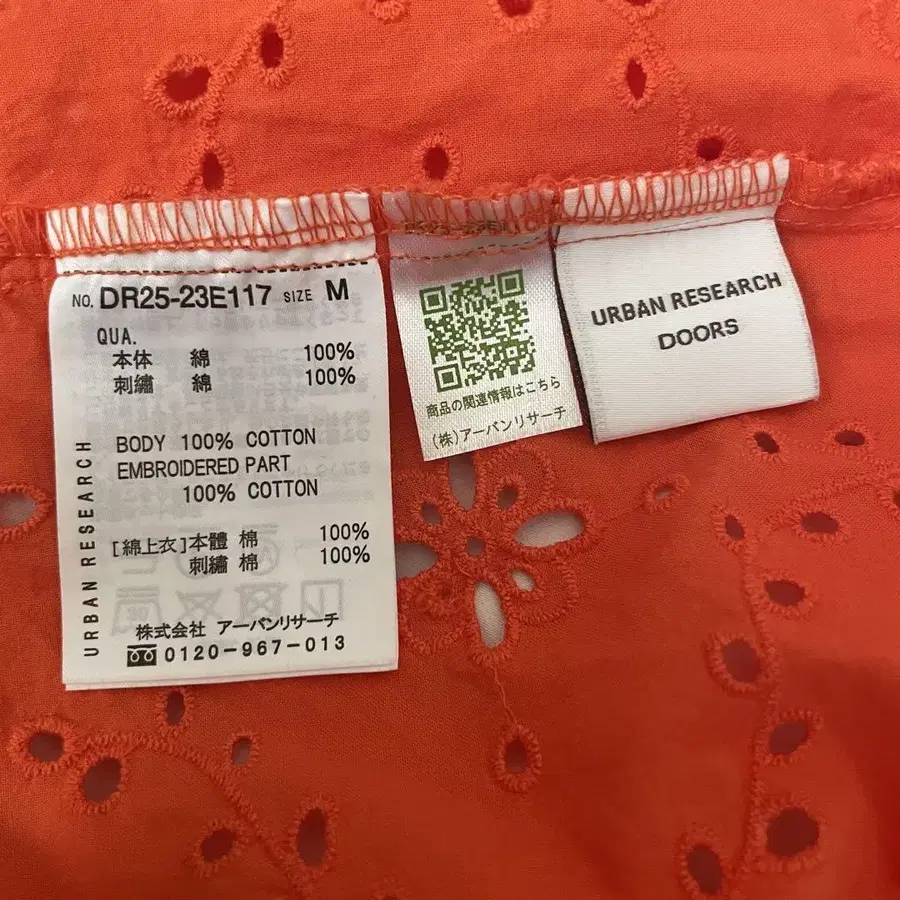 NO. DR25-23E117 SIZE M
QUA.
本体 綿 100%
刺繍 綿 100%
BODY 100% COTTON
EMBROIDERED PART
100% COTTON
[綿上衣]本體 棉 100%
刺繡 棉 100%
株式会社 アーバンリサーチ
0120-967-013
URBAN RESEARCH
商品の関連情報はこちら
(株)アーバンリサーチ
URBAN RESEARCH
DOORS